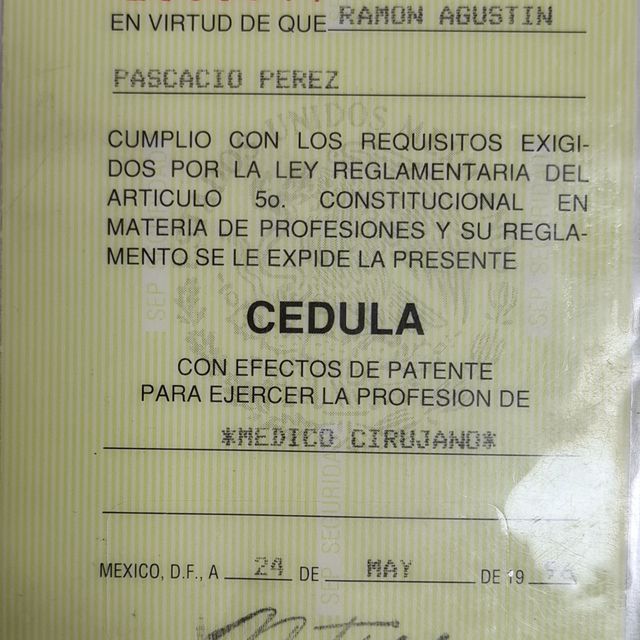 EN VIRTUD DE QUE RAMON AGUSTIN
PASCACIO PEREZ
CUMPLIO CON LOS REQUISITOS EXIGI-
DOS POR LA LEY REGLAMENTARIA DEL
ARTICULO 5o. CONSTITUCIONAL EN
MATERIA DE PROFESIONES Y SU REGLA-
MENTO SE LE EXPIDE LA PRESENTE
CEDULA
CON EFECTOS DE PATENTE
PARA EJERCER LA PROFESION DE
*MEDICO CIRUJANO*
MEXICO, D.F., A 24 DE MAY DE 19